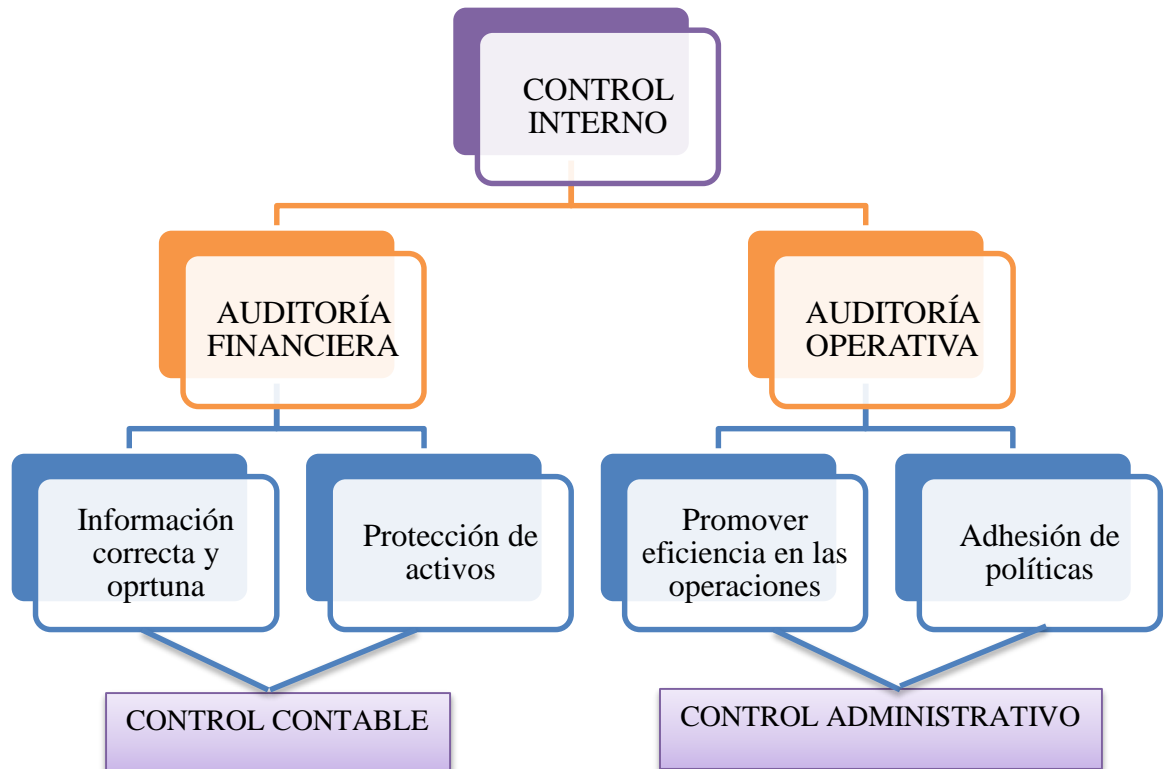 CONTROL
INTERNO
AUDITORÍA
FINANCIERA
AUDITORÍA
OPERATIVA
Información
correcta y
oprtuna
Protección de
activos
Promover
eficiencia en las
operaciones
Adhesión de
políticas
CONTROL CONTABLE
CONTROL ADMINISTRATIVO